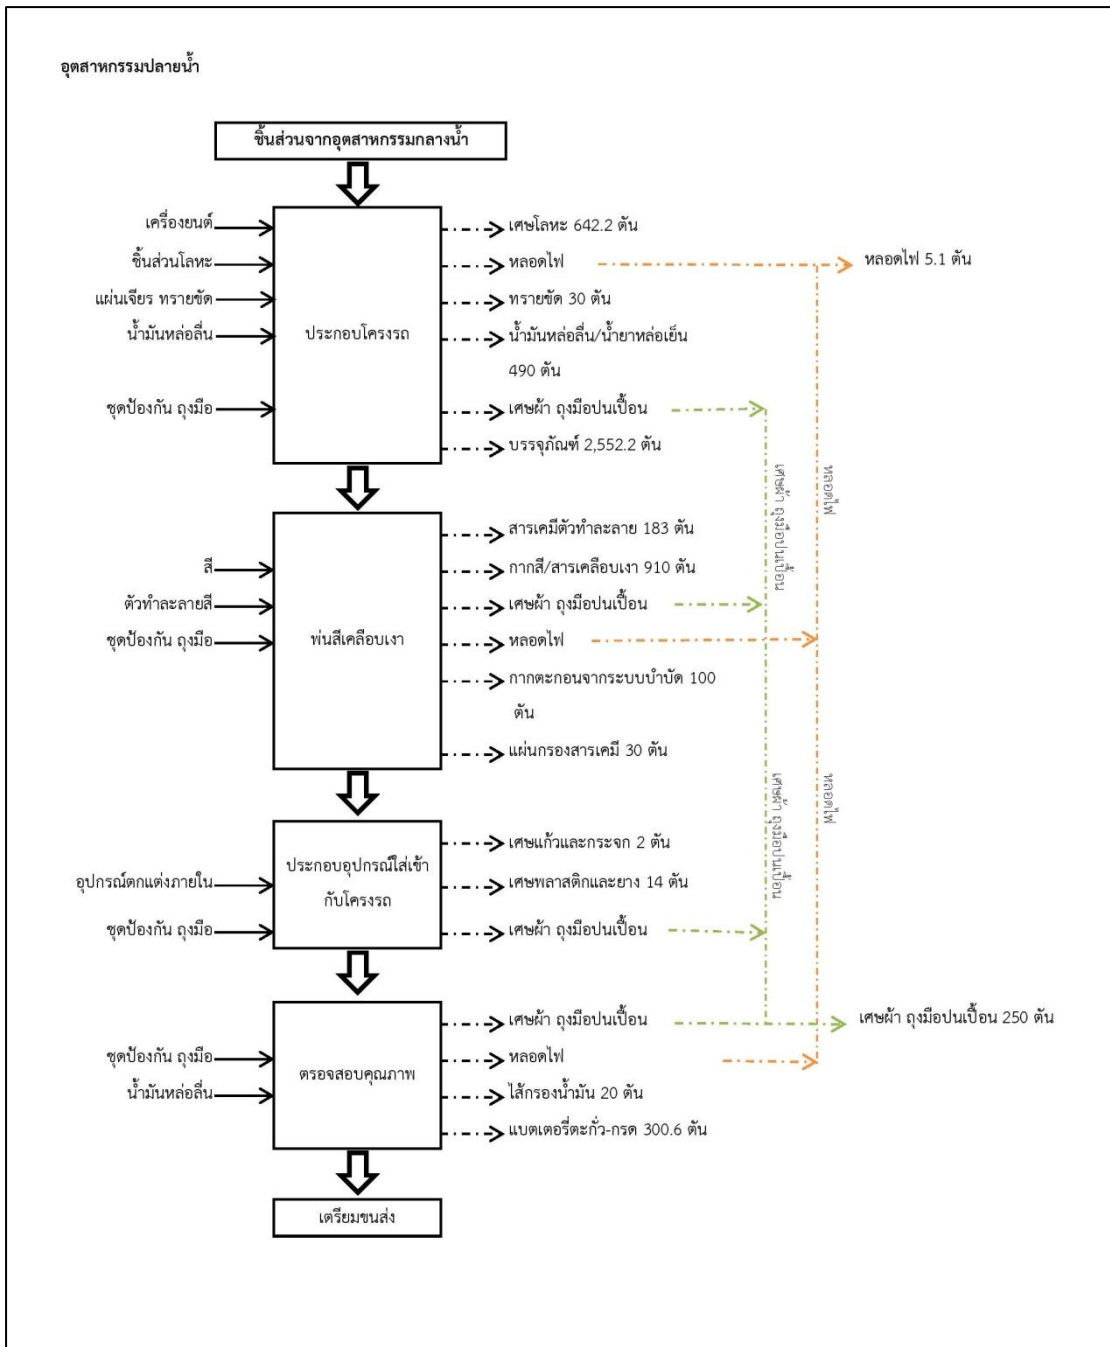 อุตสาหกรรมปลายน้ำ
ชิ้นส่วนจากอุตสาหกรรมกลางน้ำ
เครื่องยนต์
ชิ้นส่วนโลหะ
แผ่นเจียร ทรายขัด
น้ำมันหล่อลื่น
ชุดป้องกัน ถุงมือ
ประกอบโครงรถ
เศษโลหะ 642.2 ตัน
หลอดไฟ
หลอดไฟ 5.1 ตัน
ทรายขัด 30 ตัน
น้ำมันหล่อลื่น/น้ำยาหล่อเย็น
490 ตัน
เศษผ้า ถุงมือปนเปื้อน
บรรจุภัณฑ์ 2,552.2 ตัน
เศษผ้า ถุงมือปนเปื้อน
หลอดไฟ
สี
ตัวทำละลายสี
ชุดป้องกัน ถุงมือ
พ่นสีเคลือบเงา
สารเคมีตัวทำละลาย 183 ตัน
กากสี/สารเคลือบเงา 910 ตัน
เศษผ้า ถุงมือปนเปื้อน
หลอดไฟ
กากตะกอนจากระบบบำบัด 100
ตัน
แผ่นกรองสารเคมี 30 ตัน
เศษผ้า ถุงมือปนเปื้อน
หลอดไฟ
อุปกรณ์ตกแต่งภายใน
ชุดป้องกัน ถุงมือ
ประกอบอุปกรณ์ใส่เข้า
กับโครงรถ
เศษแก้วและกระจก 2 ตัน
เศษพลาสติกและยาง 14 ตัน
เศษผ้า ถุงมือปนเปื้อน
ชุดป้องกัน ถุงมือ
น้ำมันหล่อลื่น
ตรอจสอบคุณภาพ
เศษผ้า ถุงมือปนเปื้อน
เศษผ้า ถุงมือปนเปื้อน 250 ตัน
หลอดไฟ
ไส้กรองน้ำมัน 20 ตัน
แบตเตอรี่ตะกั่ว-กรด 300.6 ตัน
เตรียมขนส่ง